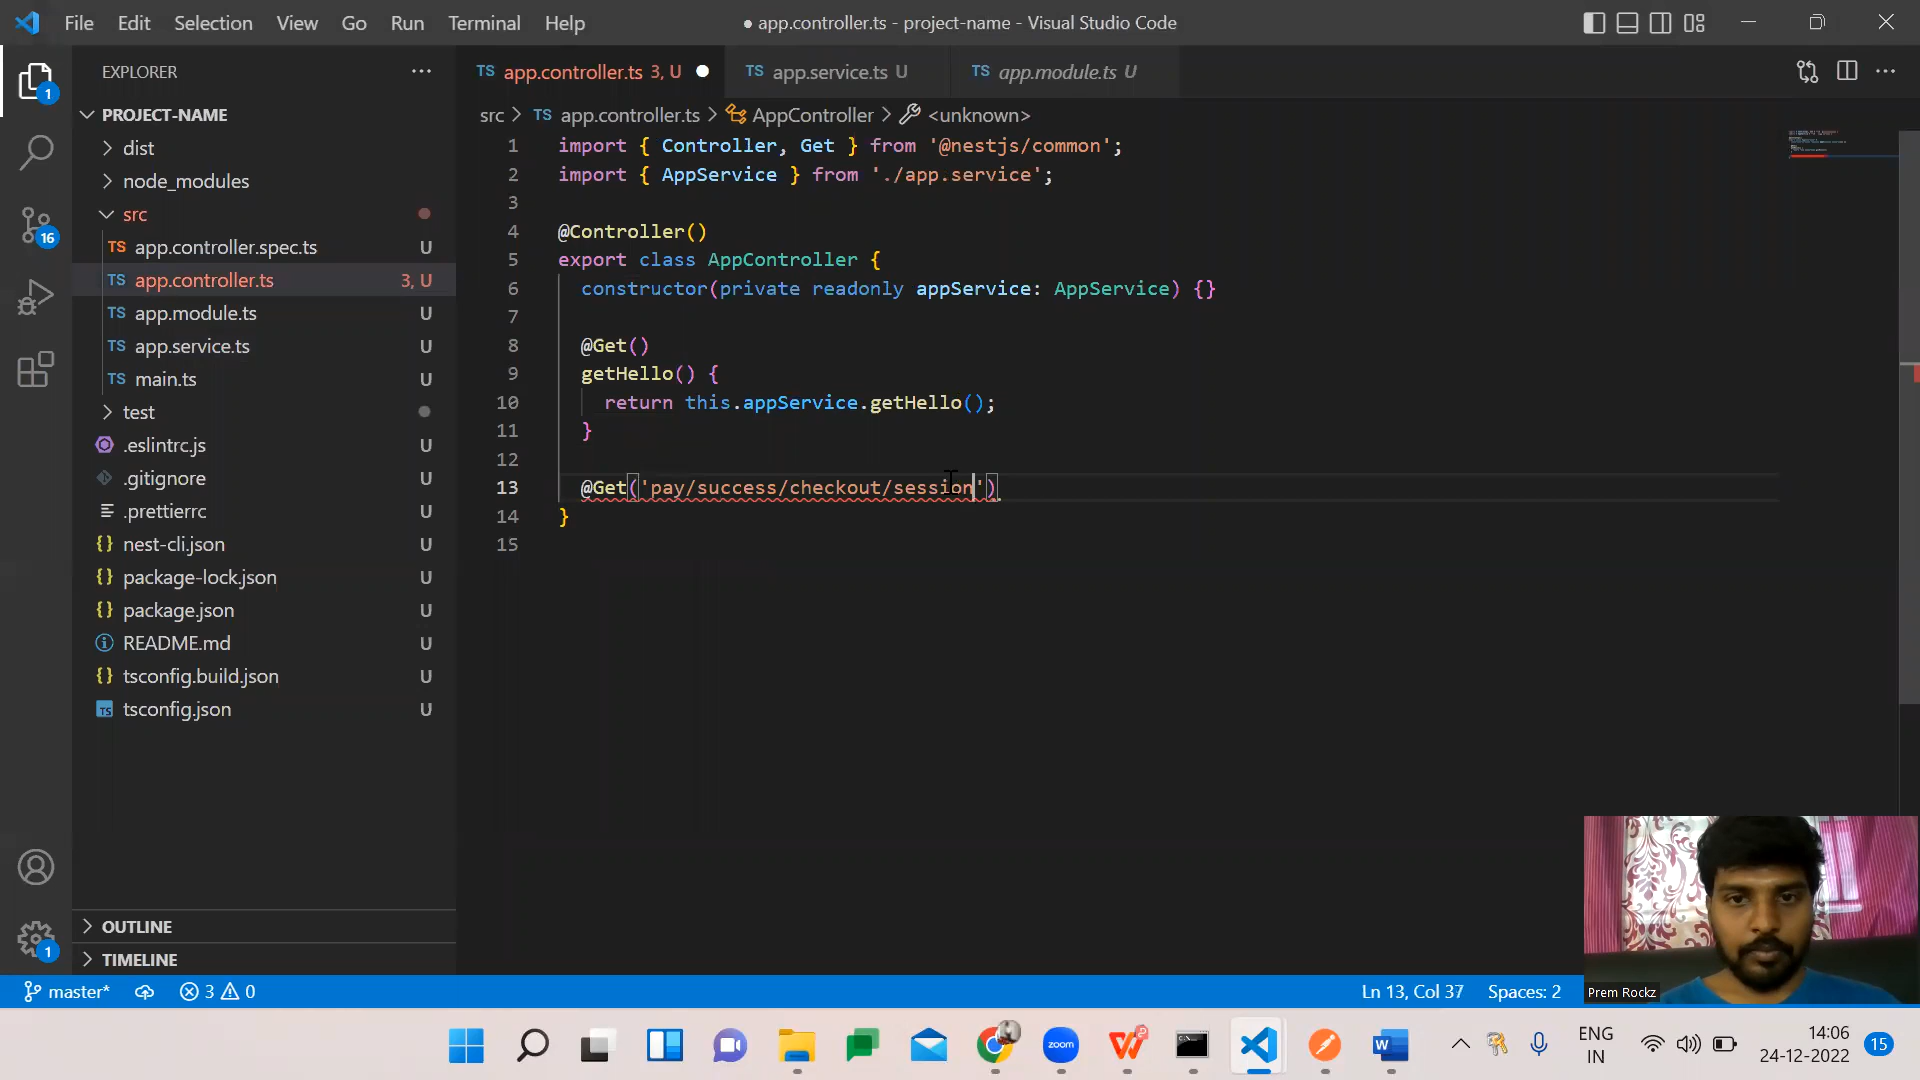 File Edit Selection View Go Run Terminal Help
● app.controller.ts - project-name - Visual Studio Code
EXPLORER
PROJECT-NAME
dist
node_modules
src
TS app.controller.spec.ts U
TS app.controller.ts 3, U
TS app.module.ts U
TS app.service.ts U
TS main.ts U
test
.eslintrc.js U
.gitignore U
.prettierrc U
{} nest-cli.json U
{} package-lock.json U
{} package.json U
README.md U
{} tsconfig.build.json U
TS tsconfig.json U
OUTLINE
TIMELINE
1
16
1
TS app.controller.ts 3, U
TS app.service.ts U
TS app.module.ts U
src > TS app.controller.ts > AppController > <unknown>
1 import { Controller, Get } from '@nestjs/common';
2 import { AppService } from './app.service';
3
4 @Controller()
5 export class AppController {
6 constructor(private readonly appService: AppService) {}
7
8 @Get()
9 getHello() {
10 return this.appService.getHello();
11 }
12
13 @Get('pay/success/checkout/session')
14 }
15
Prem Rockz
master* 3 0
Ln 13, Col 37 Spaces: 2
zoom
W
ENG
IN
14:06
24-12-2022
15